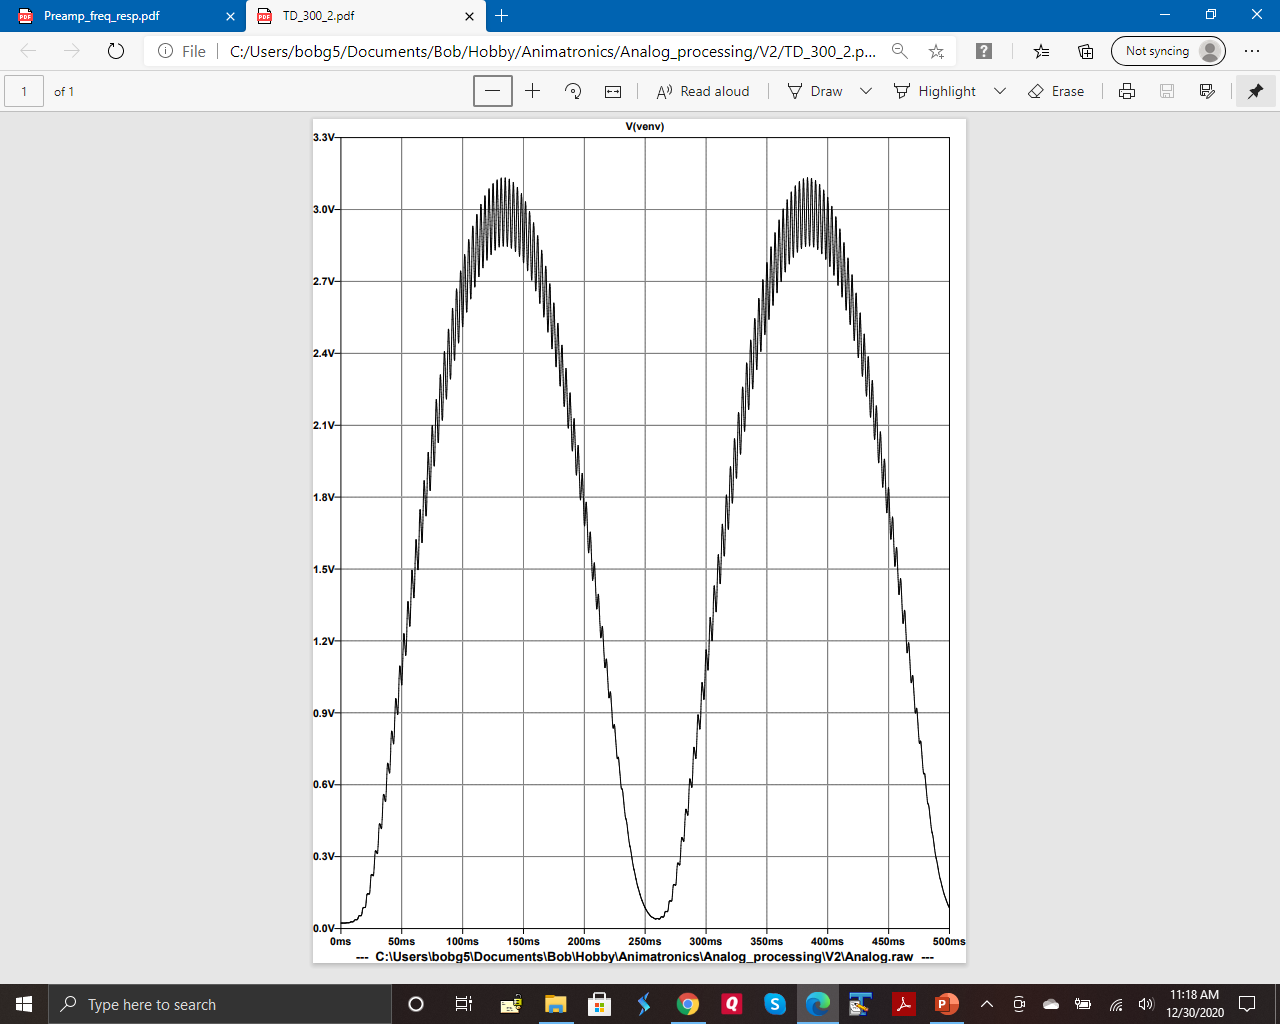 Preamp_freq_resp.pdf
TD_300_2.pdf
File
C:/Users/bobg5/Documents/Bob/Hobby/Animatronics/Analog_processing/V2/TD_300_2.p...
Not syncing
1 of 1
Read aloud
Draw
Highlight
Erase
V(venv)
3.3V
3.0V
2.7V
2.4V
2.1V
1.8V
1.5V
1.2V
0.9V
0.6V
0.3V
0.0V
0ms 50ms 100ms 150ms 200ms 250ms 300ms 350ms 400ms 450ms 500ms
--- C:\Users\bobg5\Documents\Bob\Hobby\Animatronics\Analog_processing\V2\Analog.raw ---
Type here to search
11:18 AM
12/30/2020